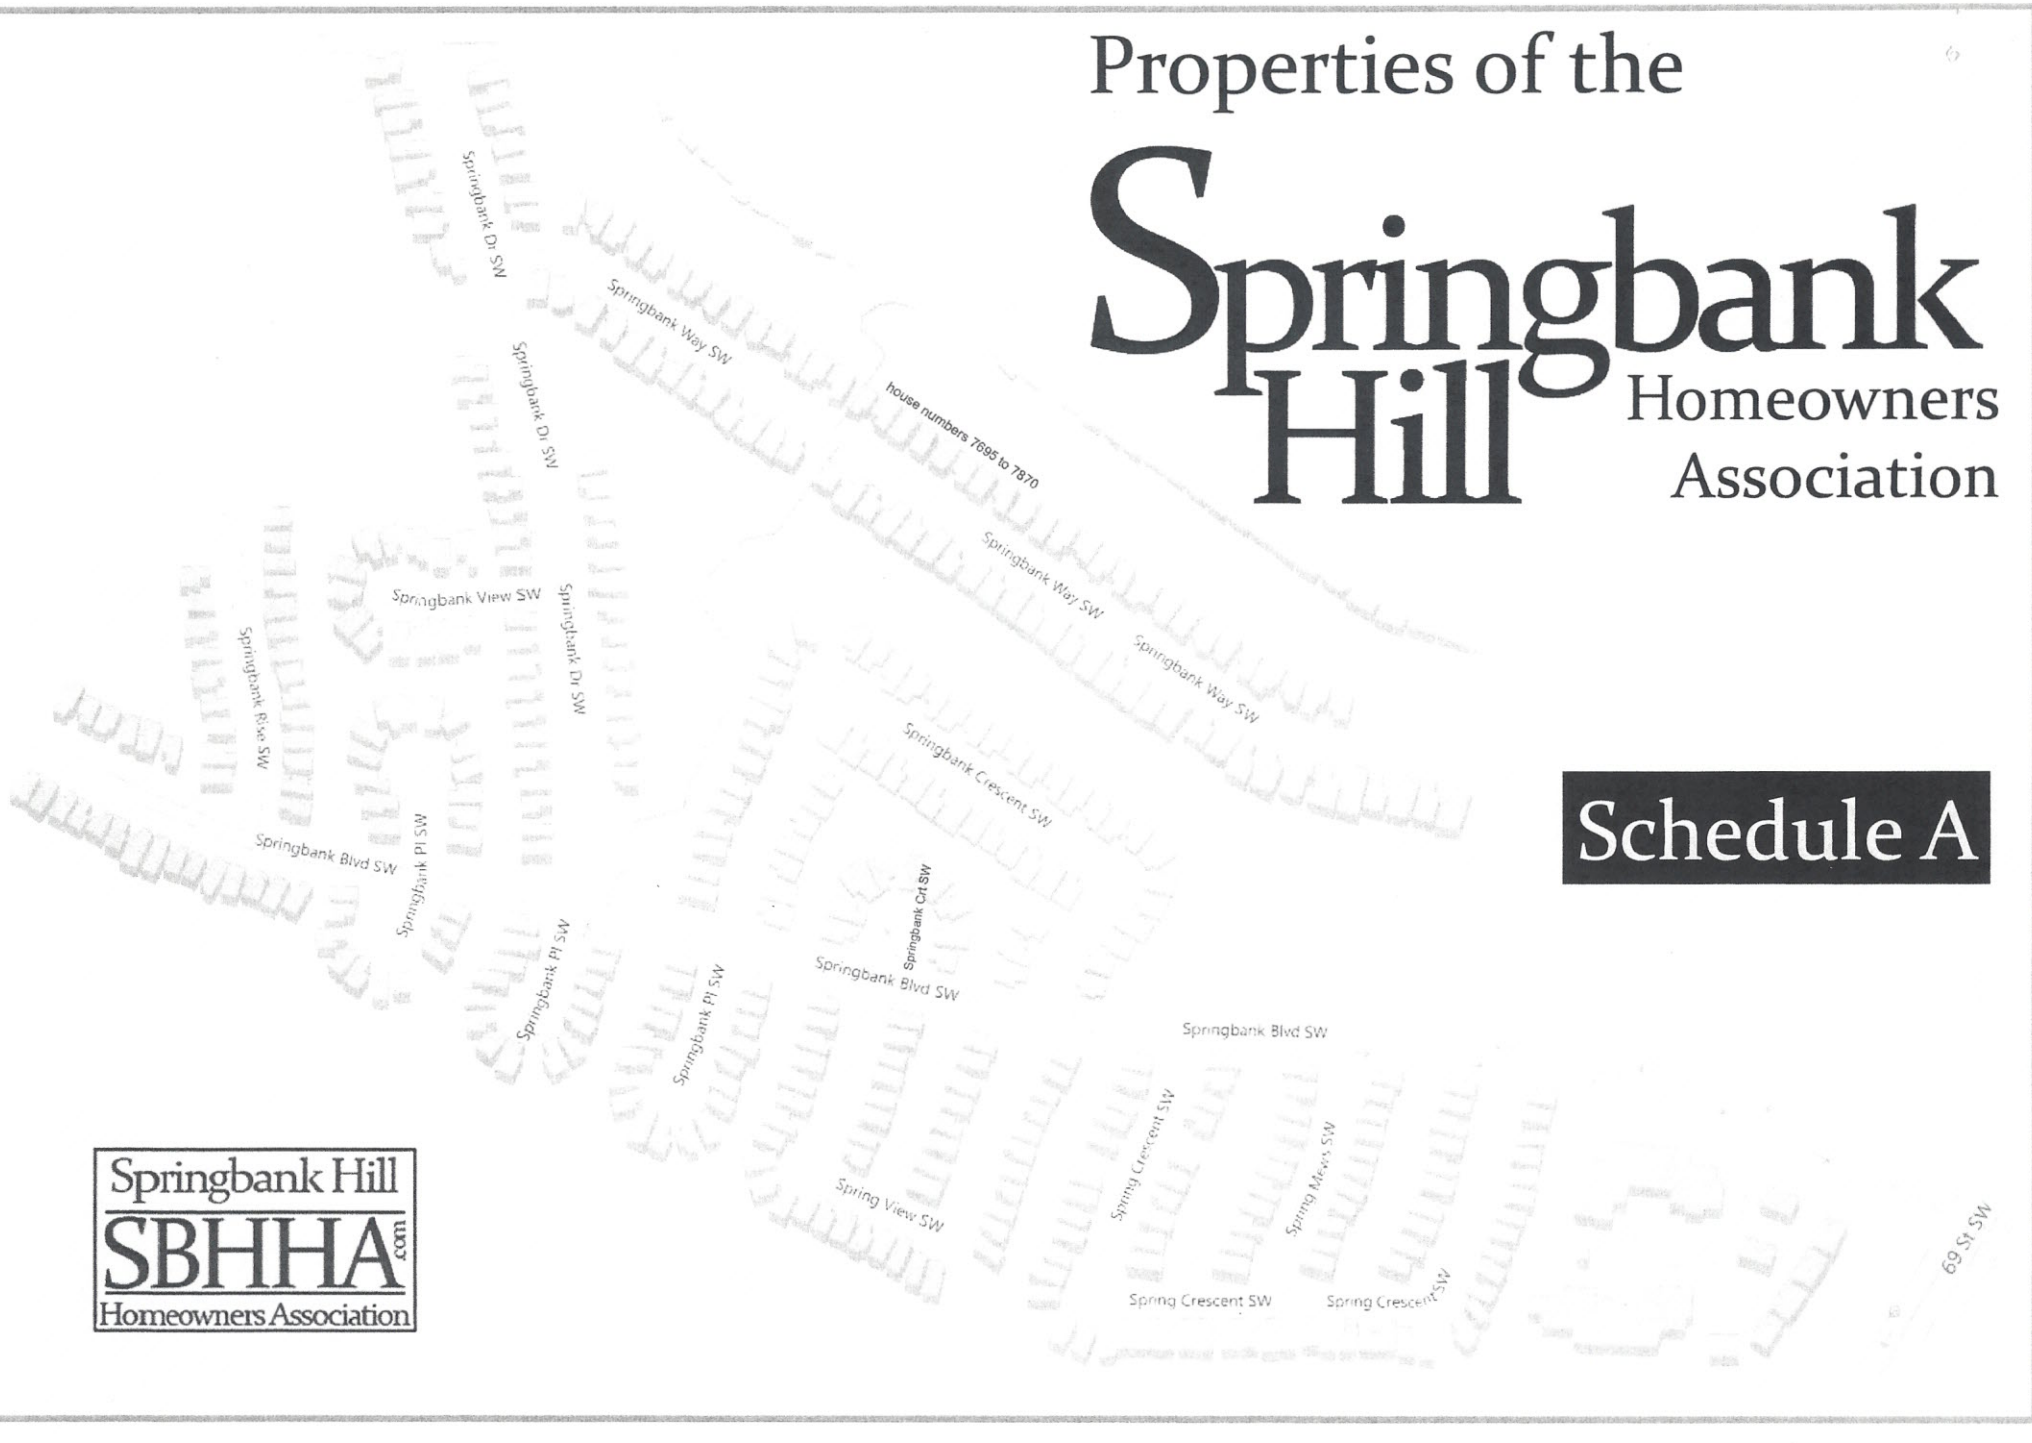 Properties of the
Springbank
Hill
Homeowners
Association
Springbank Dr SW
Springbank Way SW
Springbank Dr SW
house numbers 7695 to 7870
Springbank Way SW
Springbank View SW
Springbank Dr SW
Springbank Way SW
Springbank Rise SW
Springbank Crescent SW
Schedule A
Springbank Blvd SW
Springbank Pl SW
Springbank Crt SW
Springbank Pl SW
Springbank Blvd SW
Springbank Pl SW
Springbank Blvd SW
Spring Crescent SW
Spring Mews SW
Spring View SW
69 St SW
Spring Crescent SW
Spring Crescent SW
Springbank Hill
SBHHA.com
Homeowners Association